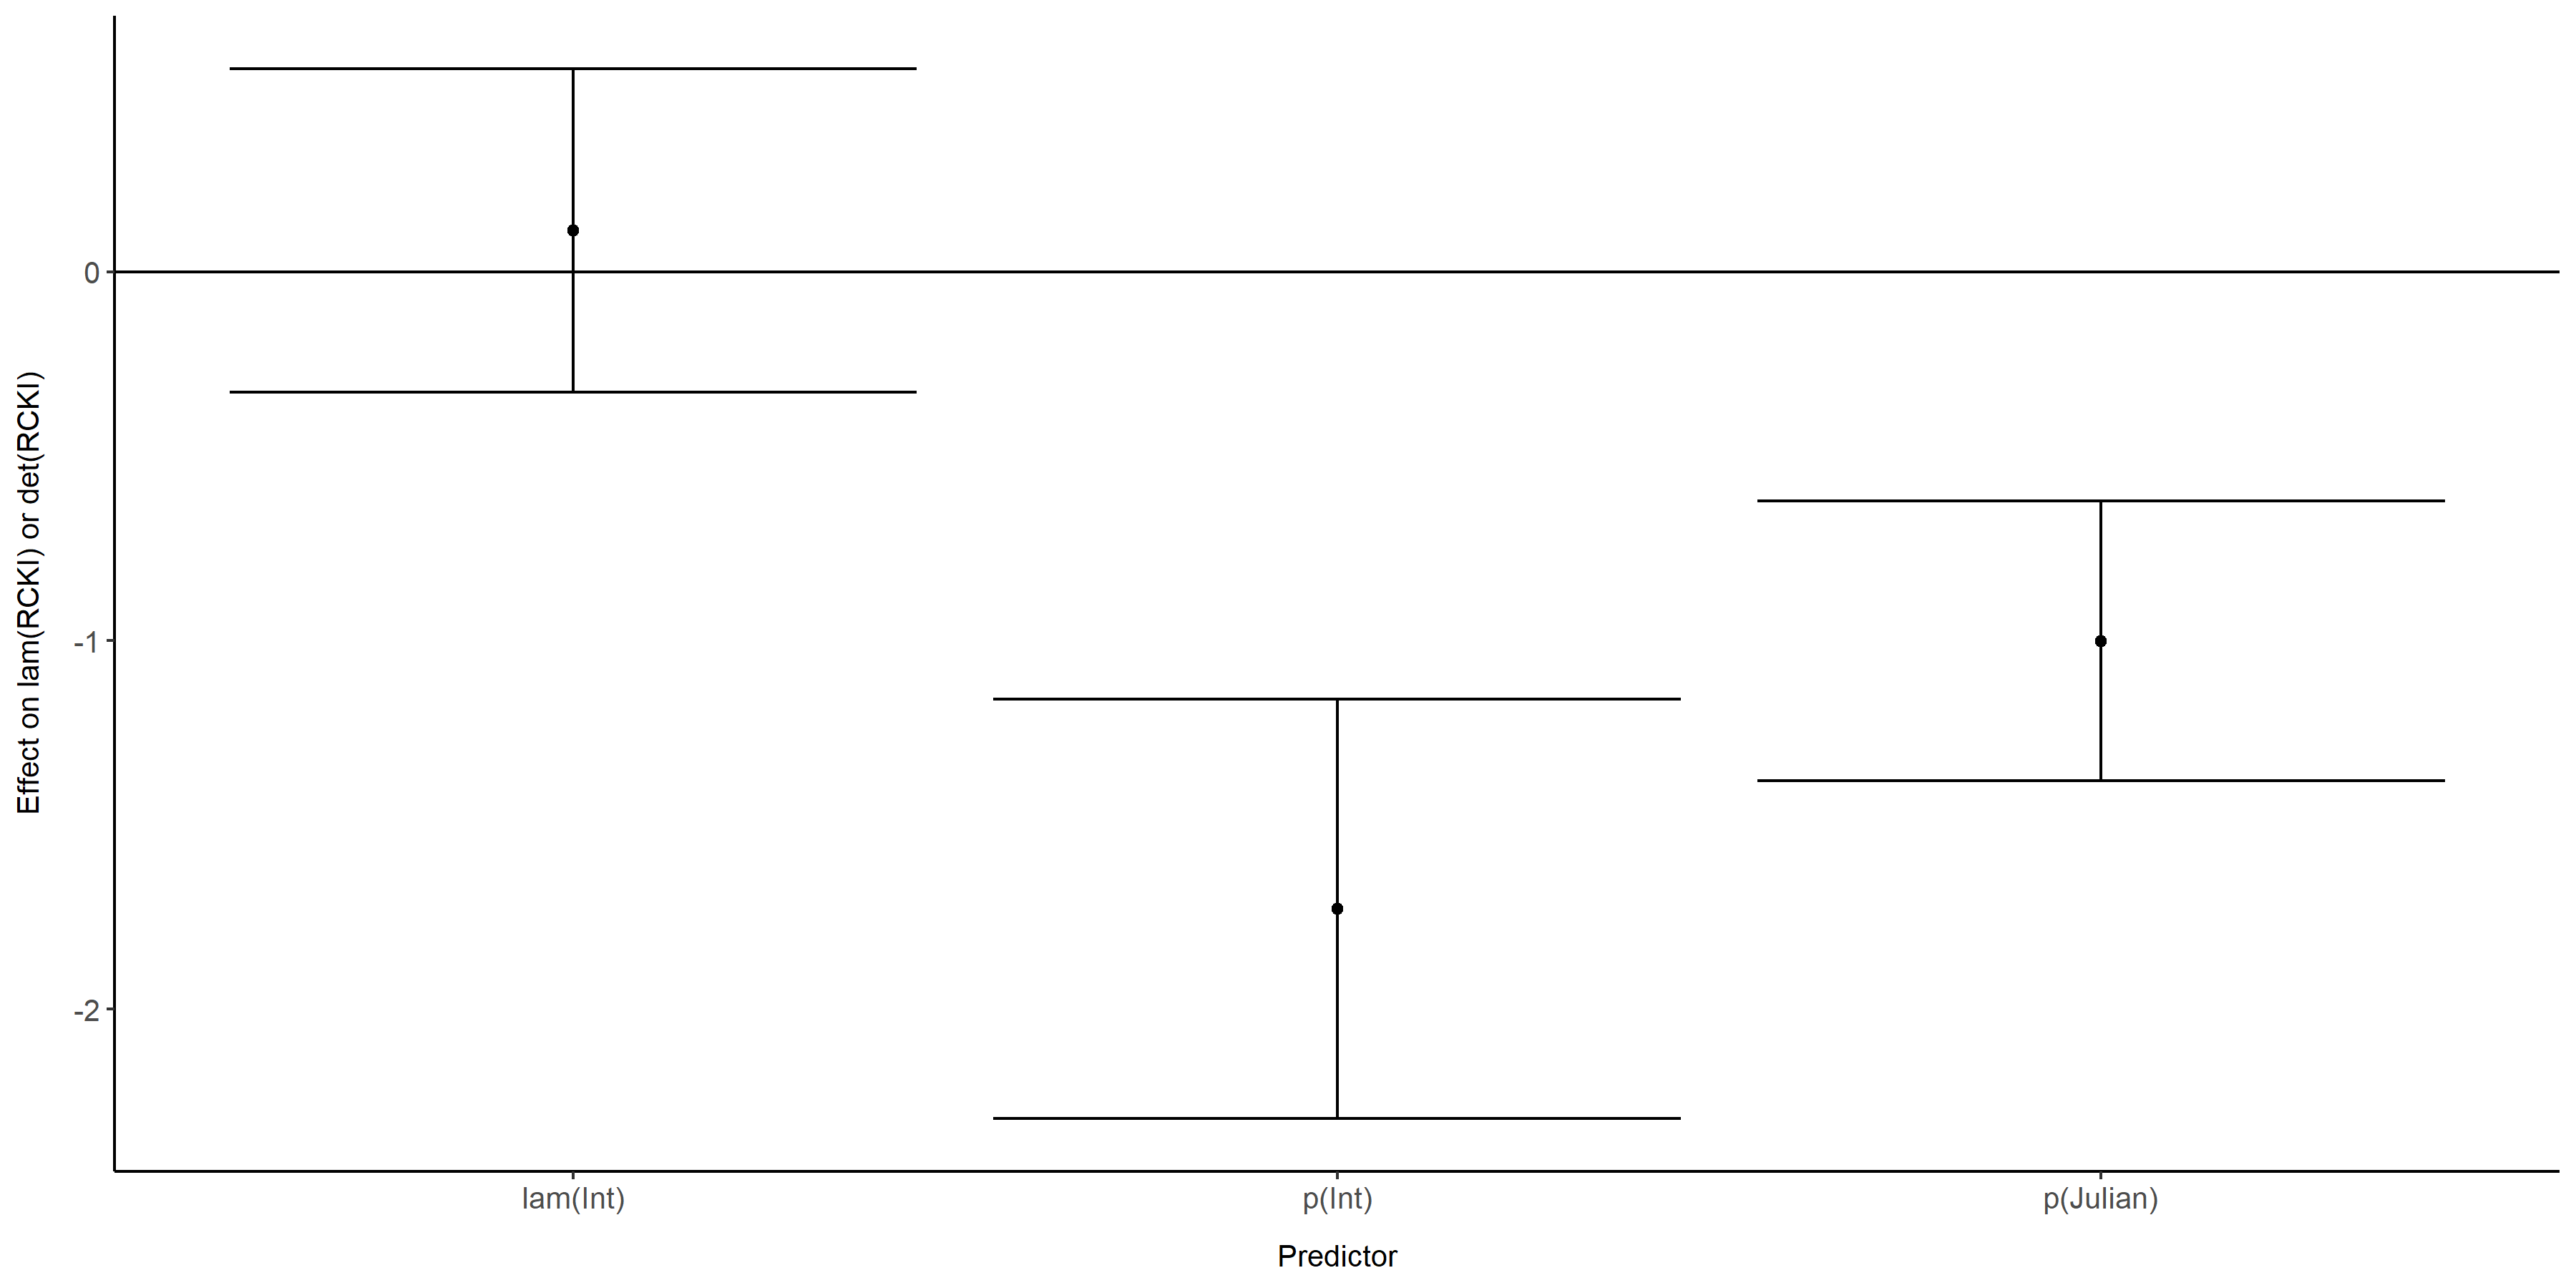 Effect on lam(RCKI) or det(RCKI)
0
-1
-2
lam(Int)
p(Int)
p(Julian)
Predictor